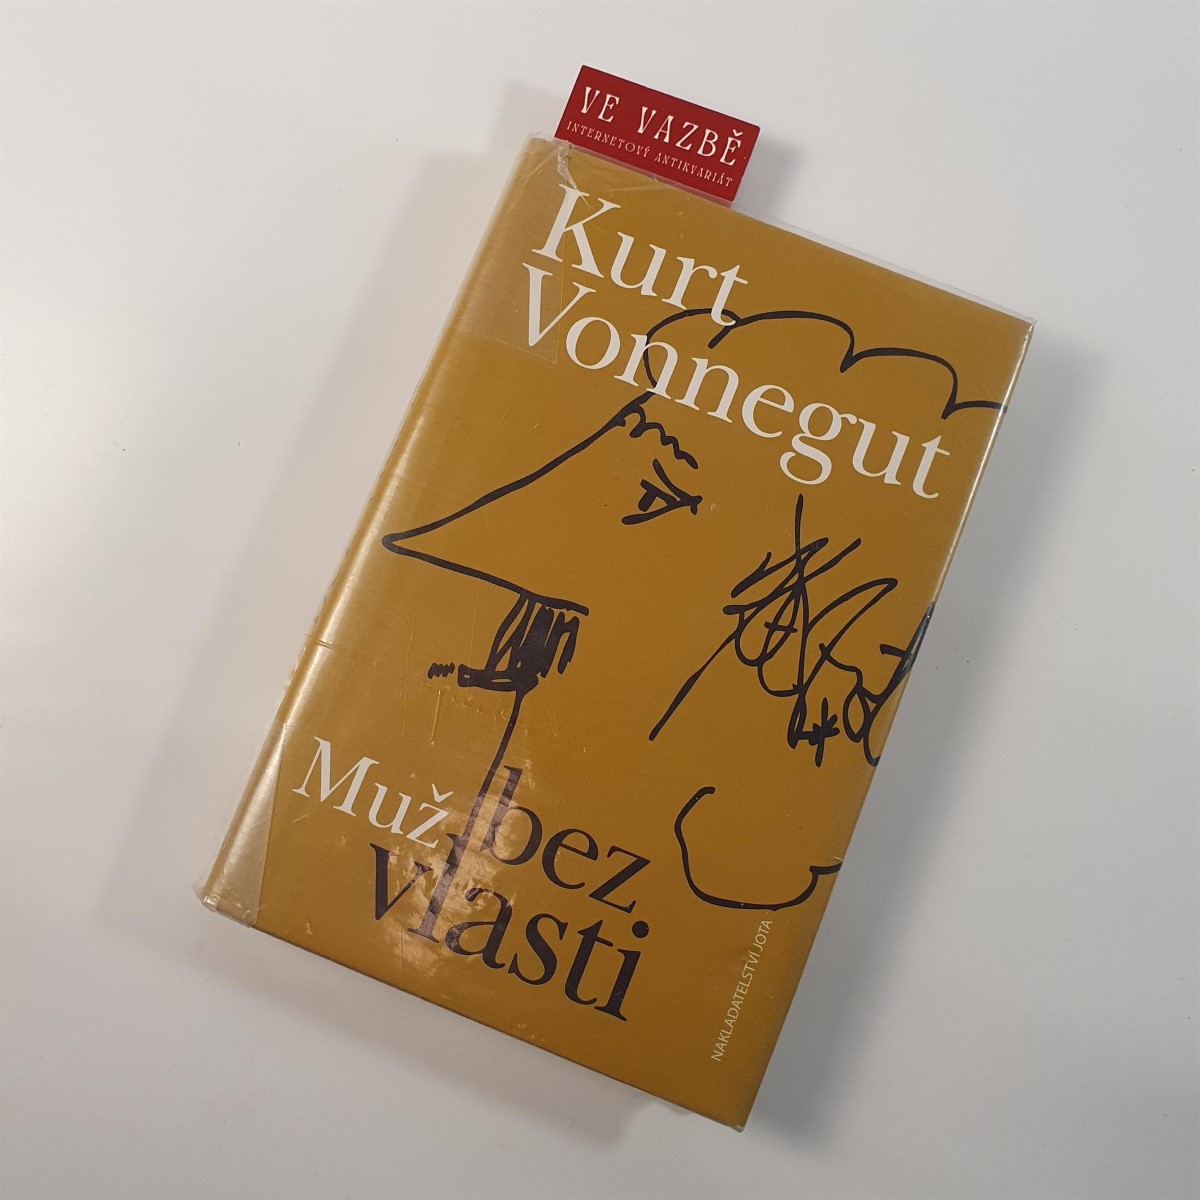 VE VAZBĚ
INTERNETOVÝ ANTIKVARIÁT
Kurt
Vonnegut
Muž bez
vlasti
NAKLADATELSTVÍ JOTA